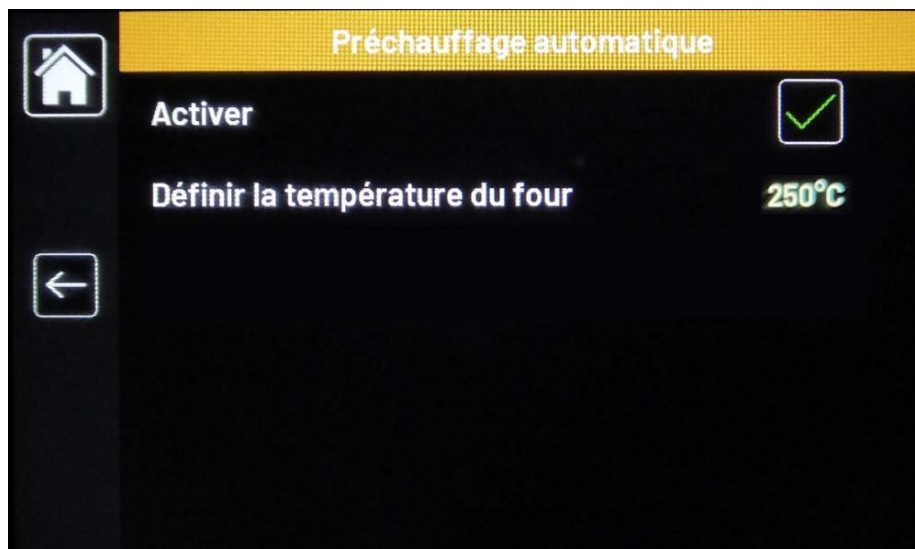 Préchauffage automatique
Activer
Définir la température du four 250°C